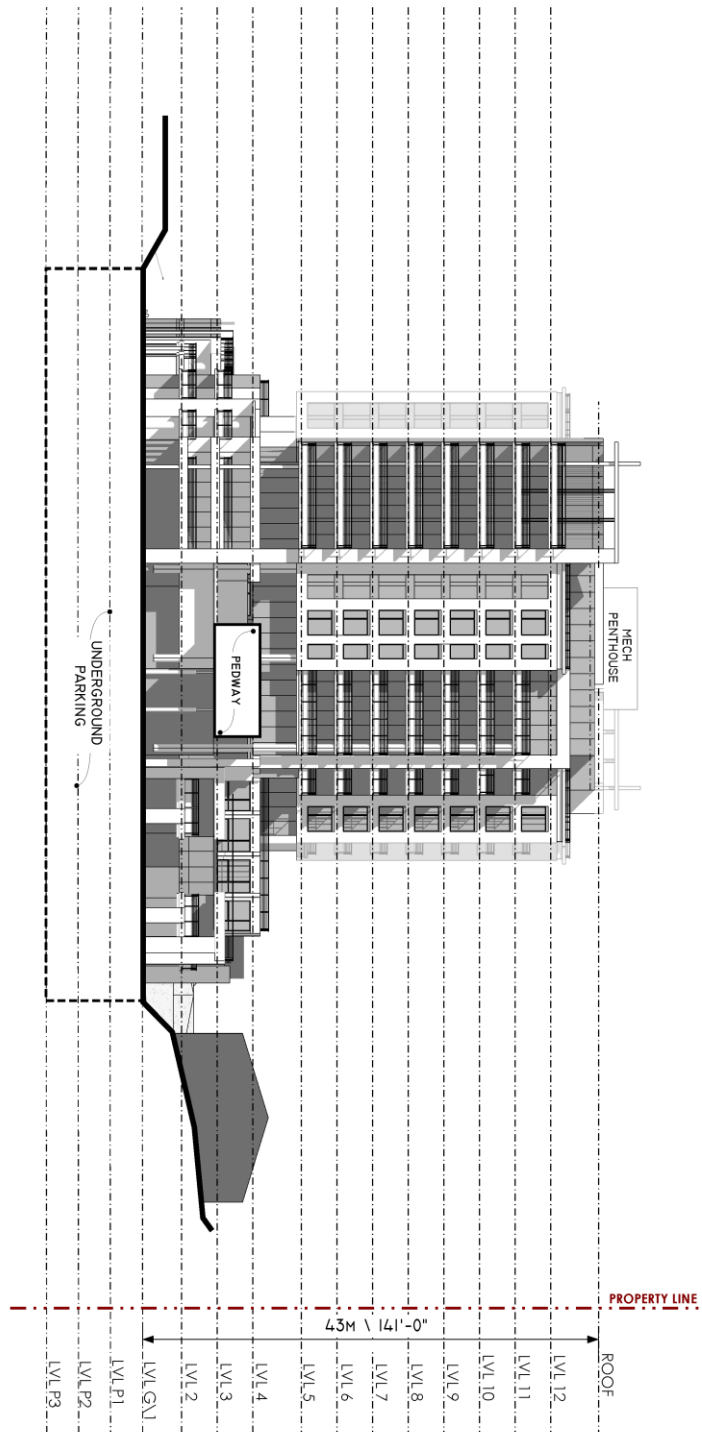 MECH
PENTHOUSE
PEDWAY
UNDERGROUND
PARKING
PROPERTY LINE
43M \ 141'-0"
ROOF
LVL 12
LVL 11
LVL 10
LVL 9
LVL 8
LVL 7
LVL 6
LVL 5
LVL 4
LVL 3
LVL 2
LVL G\1
LVL P1
LVL P2
LVL P3